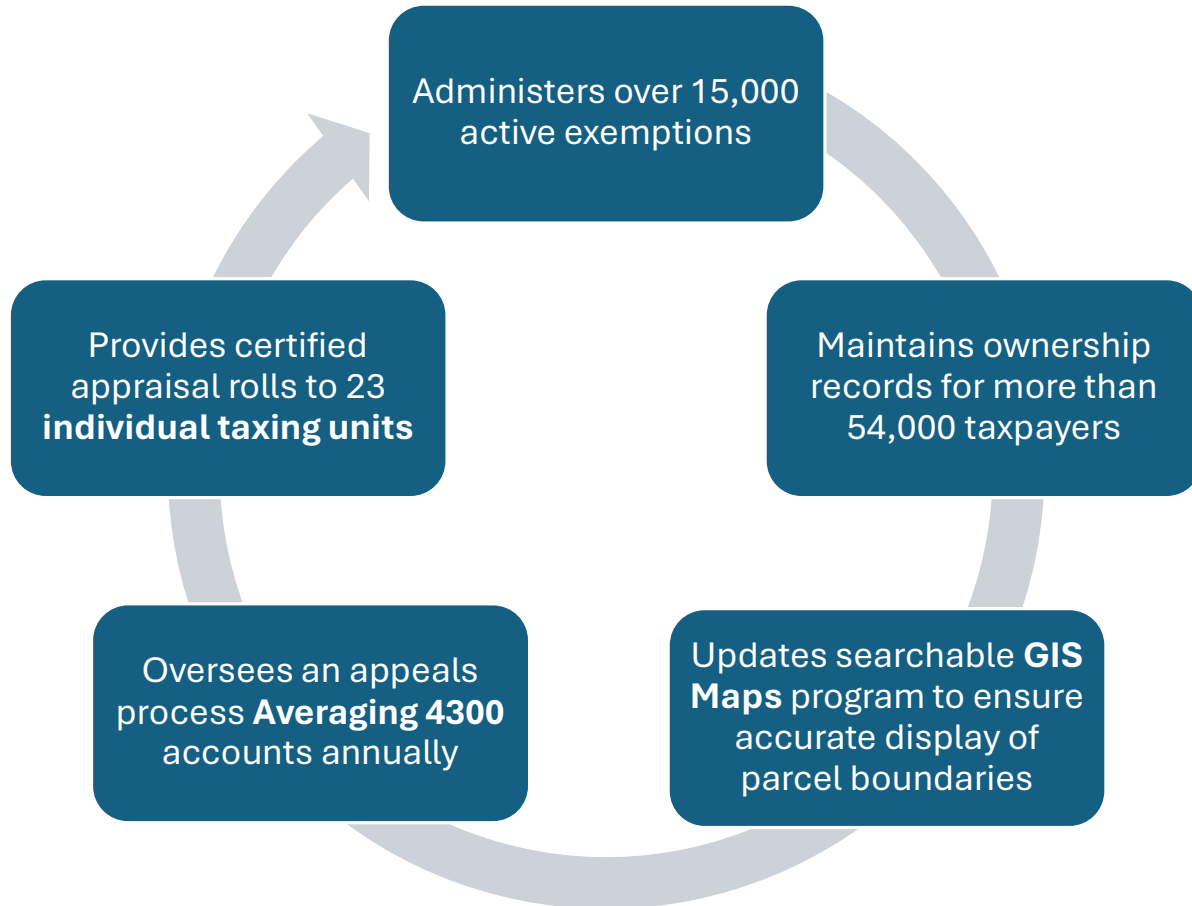 Administers over 15,000
active exemptions
Maintains ownership
records for more than
54,000 taxpayers
Updates searchable GIS
Maps program to ensure
accurate display of
parcel boundaries
Oversees an appeals
process Averaging 4300
accounts annually
Provides certified
appraisal rolls to 23
individual taxing units